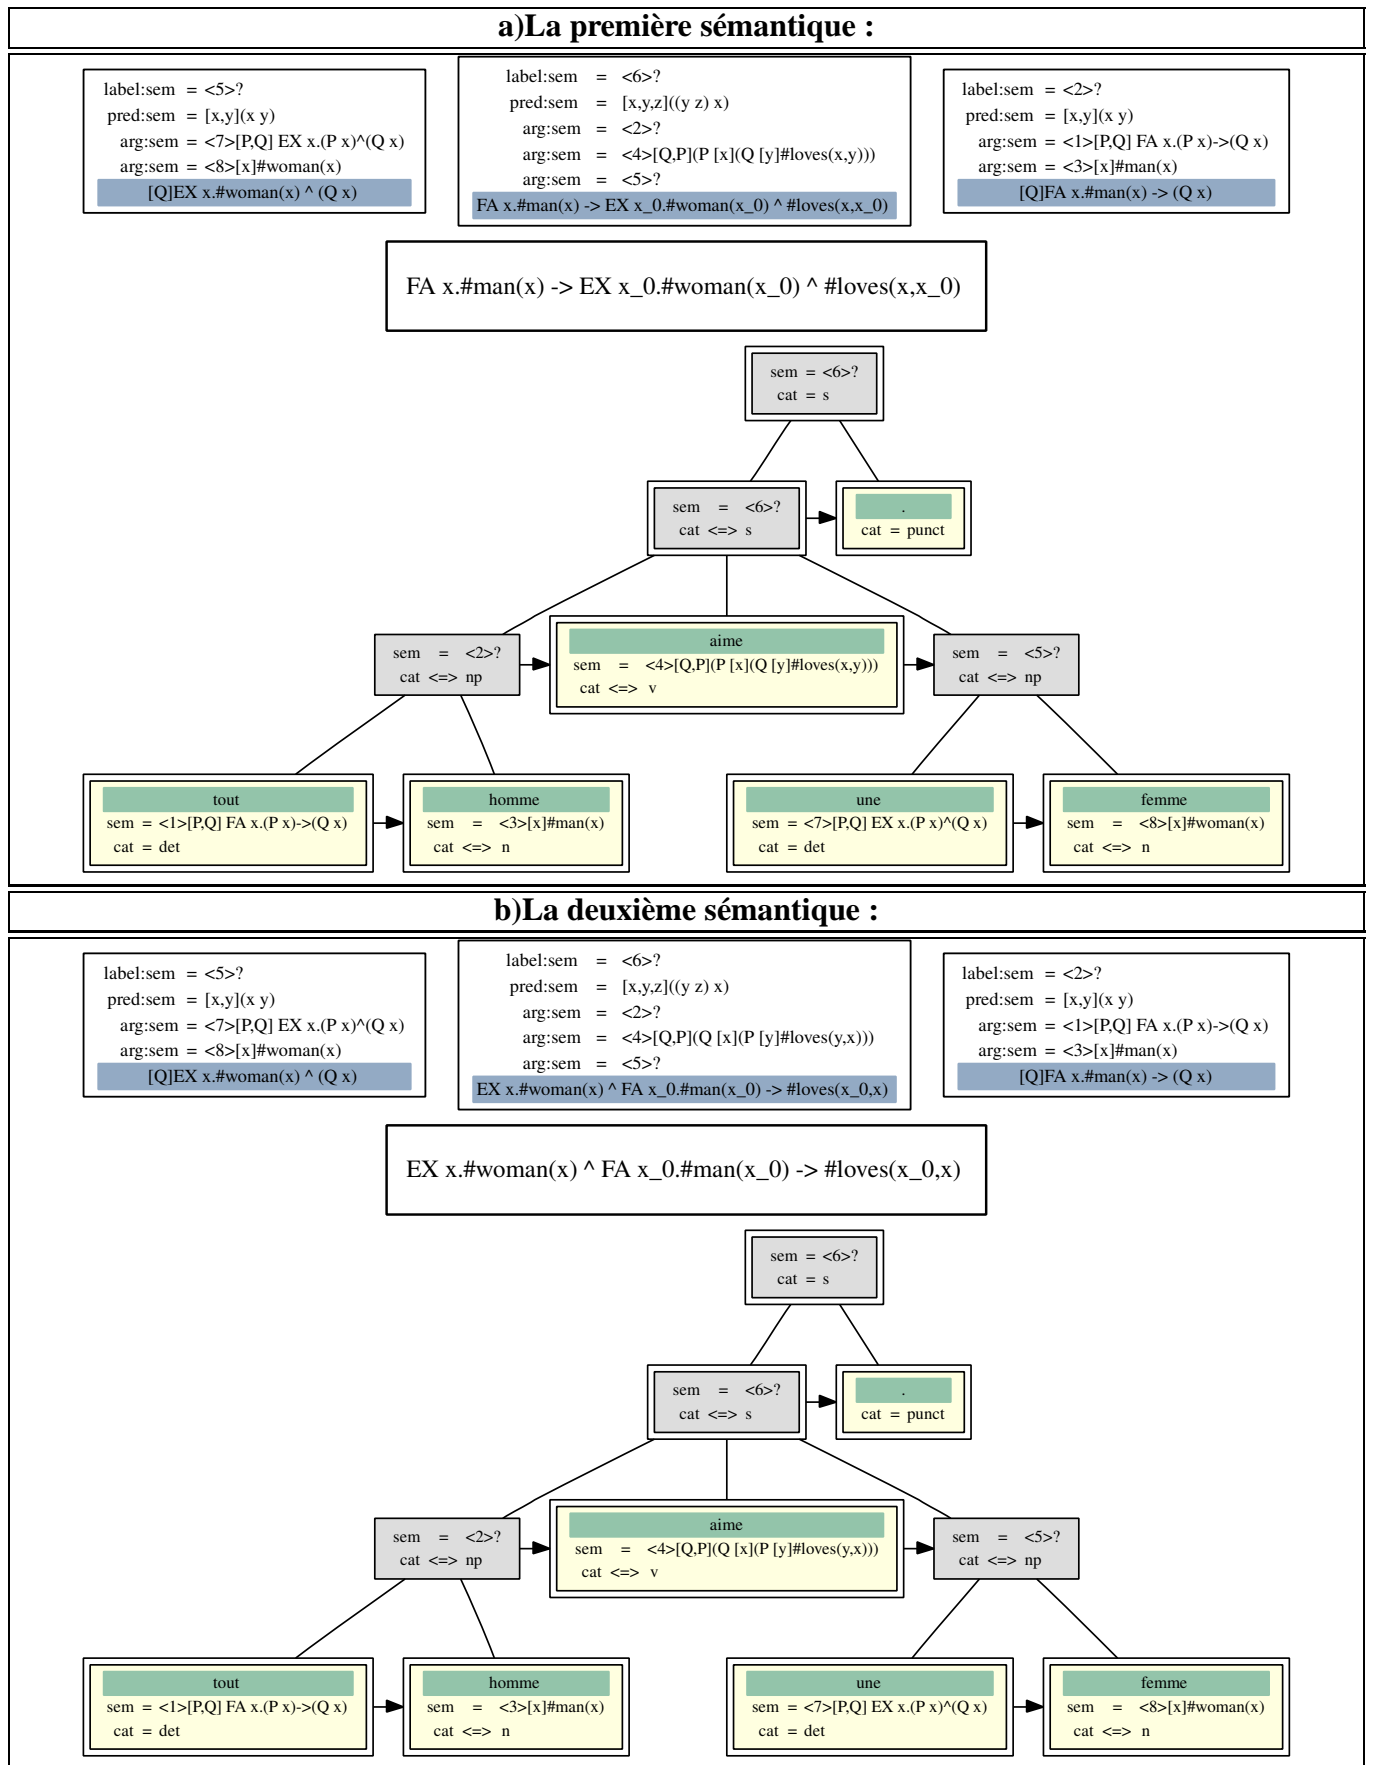 a)La première sémantique :
label:sem = <5>?
pred:sem = [x,y](x y)
arg:sem = <7>[P,Q] EX x.(P x)^(Q x)
arg:sem = <8>[x]#woman(x)
[Q]EX x.#woman(x) ^ (Q x)
label:sem = <6>?
pred:sem = [x,y,z]((y z) x)
arg:sem = <2>?
arg:sem = <4>[Q,P](P [x](Q [y]#loves(x,y)))
arg:sem = <5>?
FA x.#man(x) -> EX x_0.#woman(x_0) ^ #loves(x,x_0)
label:sem = <2>?
pred:sem = [x,y](x y)
arg:sem = <1>[P,Q] FA x.(P x)->(Q x)
arg:sem = <3>[x]#man(x)
[Q]FA x.#man(x) -> (Q x)
FA x.#man(x) -> EX x_0.#woman(x_0) ^ #loves(x,x_0)
sem = <6>?
cat = s
sem = <6>?
cat <=> s
.
cat = punct
sem = <2>?
cat <=> np
aime
sem = <4>[Q,P](P [x](Q [y]#loves(x,y)))
cat <=> v
sem = <5>?
cat <=> np
tout
sem = <1>[P,Q] FA x.(P x)->(Q x)
cat = det
homme
sem = <3>[x]#man(x)
cat <=> n
une
sem = <7>[P,Q] EX x.(P x)^(Q x)
cat = det
femme
sem = <8>[x]#woman(x)
cat <=> n
b)La deuxième sémantique :
label:sem = <5>?
pred:sem = [x,y](x y)
arg:sem = <7>[P,Q] EX x.(P x)^(Q x)
arg:sem = <8>[x]#woman(x)
[Q]EX x.#woman(x) ^ (Q x)
label:sem = <6>?
pred:sem = [x,y,z]((y z) x)
arg:sem = <2>?
arg:sem = <4>[Q,P](Q [x](P [y]#loves(y,x)))
arg:sem = <5>?
EX x.#woman(x) ^ FA x_0.#man(x_0) -> #loves(x_0,x)
label:sem = <2>?
pred:sem = [x,y](x y)
arg:sem = <1>[P,Q] FA x.(P x)->(Q x)
arg:sem = <3>[x]#man(x)
[Q]FA x.#man(x) -> (Q x)
EX x.#woman(x) ^ FA x_0.#man(x_0) -> #loves(x_0,x)
sem = <6>?
cat = s
sem = <6>?
cat <=> s
.
cat = punct
sem = <2>?
cat <=> np
aime
sem = <4>[Q,P](Q [x](P [y]#loves(y,x)))
cat <=> v
sem = <5>?
cat <=> np
tout
sem = <1>[P,Q] FA x.(P x)->(Q x)
cat = det
homme
sem = <3>[x]#man(x)
cat <=> n
une
sem = <7>[P,Q] EX x.(P x)^(Q x)
cat = det
femme
sem = <8>[x]#woman(x)
cat <=> n